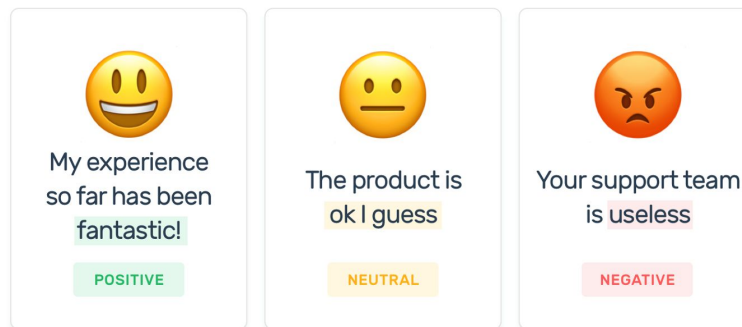 My experience
so far has been
fantastic!
POSITIVE
The product is
ok I guess
NEUTRAL
Your support team
is useless
NEGATIVE